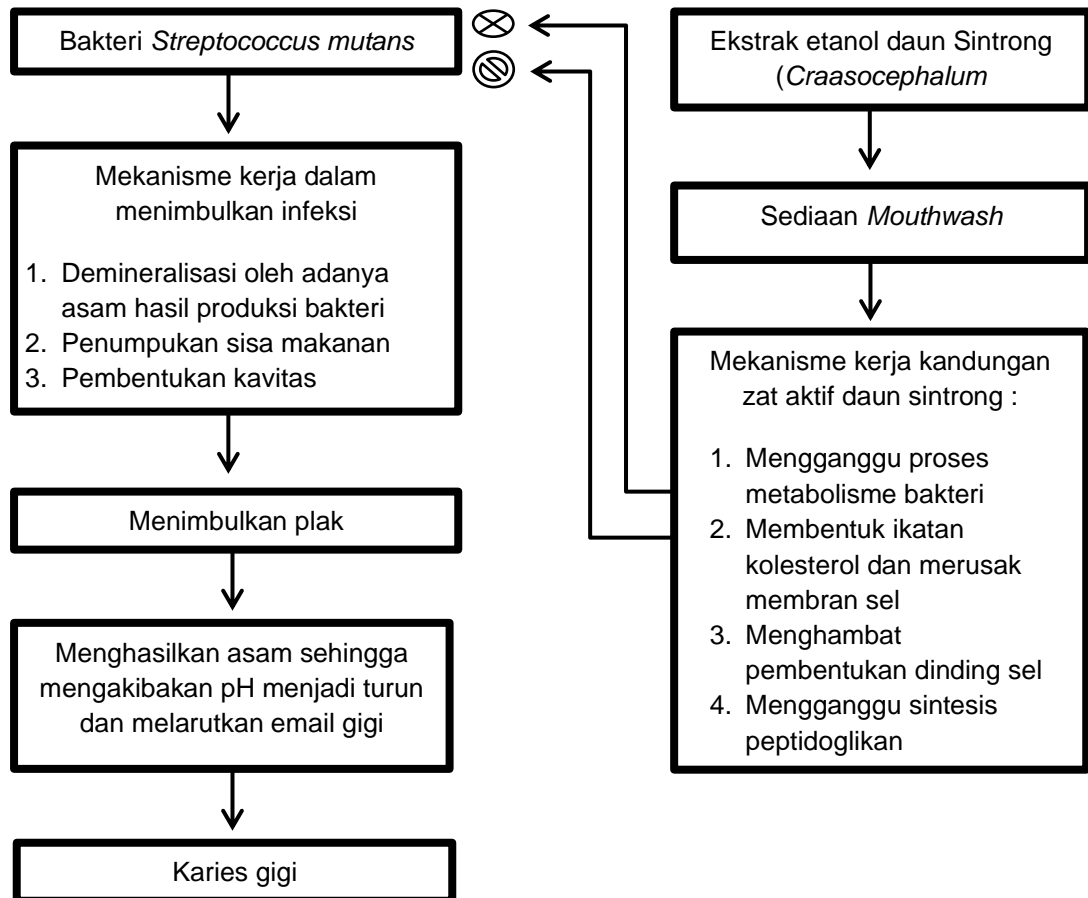 Bakteri Streptococcus mutans
Mekanisme kerja dalam
menimbulkan infeksi
1. Demineralisasi oleh adanya
asam hasil produksi bakteri
2. Penumpukan sisa makanan
3. Pembentukan kavitas
Menimbulkan plak
Menghasilkan asam sehingga
mengakibakan pH menjadi turun
dan melarutkan email gigi
Karies gigi
Ekstrak etanol daun Sintrong
(Craasocephalum
Sediaan Mouthwash
Mekanisme kerja kandungan
zat aktif daun sintrong :
1. Mengganggu proses
metabolisme bakteri
2. Membentuk ikatan
kolesterol dan merusak
membran sel
3. Menghambat
pembentukan dinding sel
4. Mengganggu sintesis
peptidoglikan